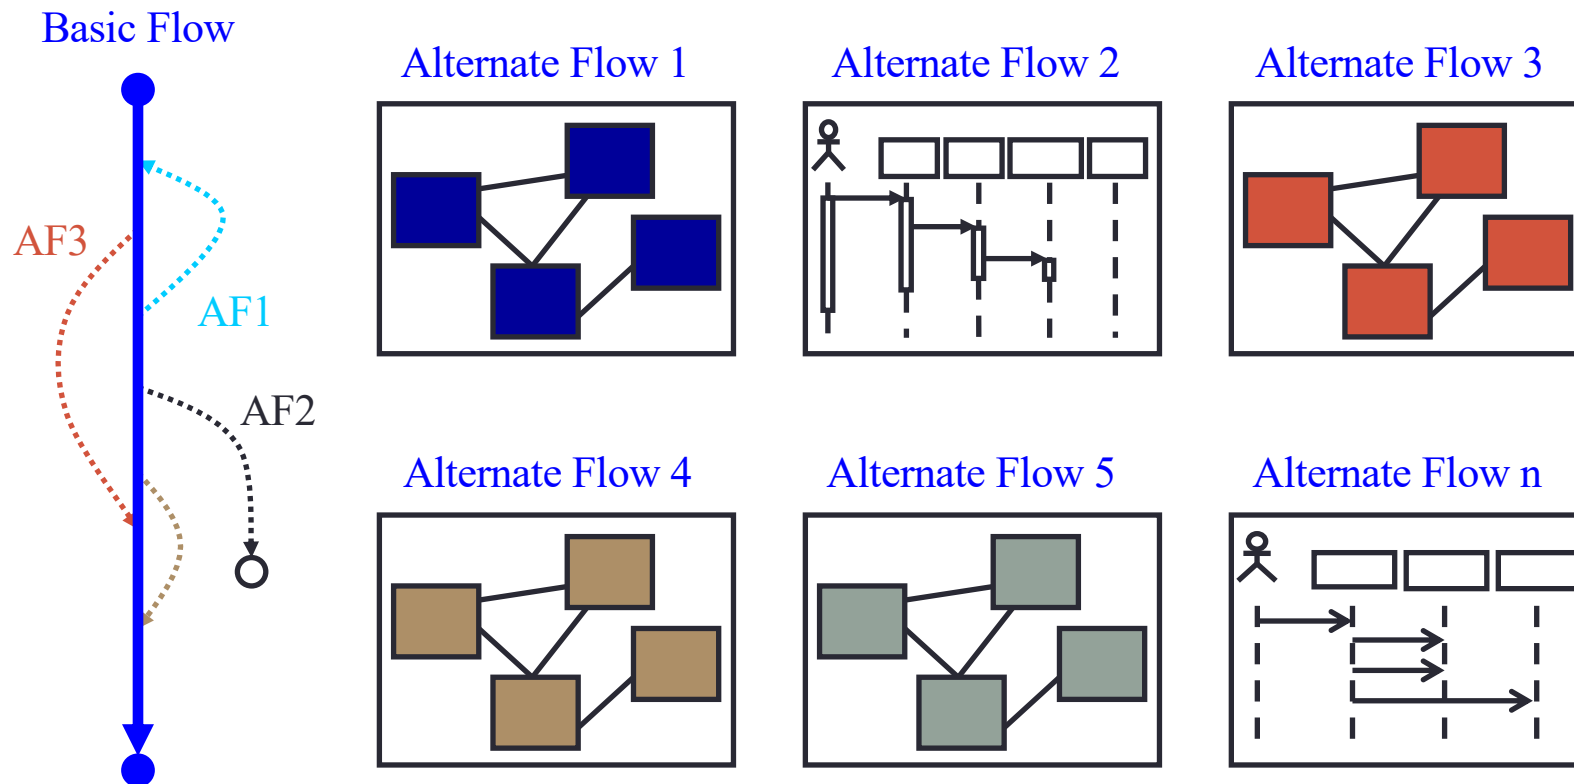 Basic Flow
Alternate Flow 1
Alternate Flow 2
Alternate Flow 3
AF3
AF1
AF2
Alternate Flow 4
Alternate Flow 5
Alternate Flow n